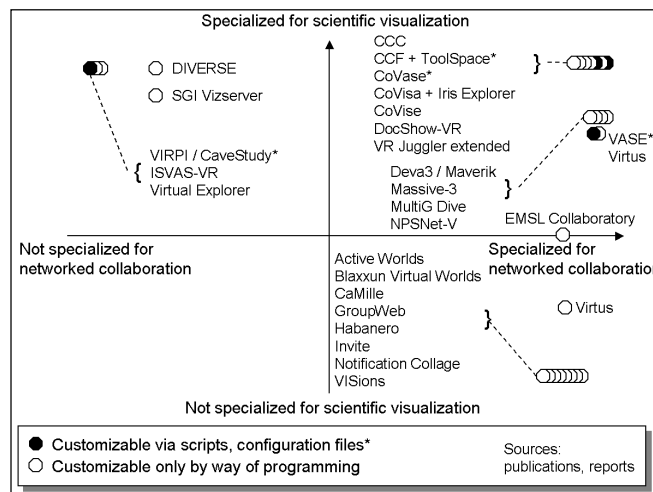 Specialized for scientific visualization
DIVERSE
SGI Vizserver
VIRPI / CaveStudy*
ISVAS-VR
Virtual Explorer
CCC
CCF + ToolSpace*
CoVase*
CoVisa + Iris Explorer
CoVise
DocShow-VR
VR Juggler extended
VASE*
Virtus
Deva3 / Maverik
Massive-3
MultiG Dive
NPSNet-V
EMSL Collaboratory
Not specialized for
networked collaboration
Specialized for
networked collaboration
Active Worlds
Blaxxun Virtual Worlds
CaMille
GroupWeb
Habanero
Invite
Notification Collage
VISions
Virtus
Not specialized for scientific visualization
Customizable via scripts, configuration files*
Customizable only by way of programming
Sources:
publications, reports